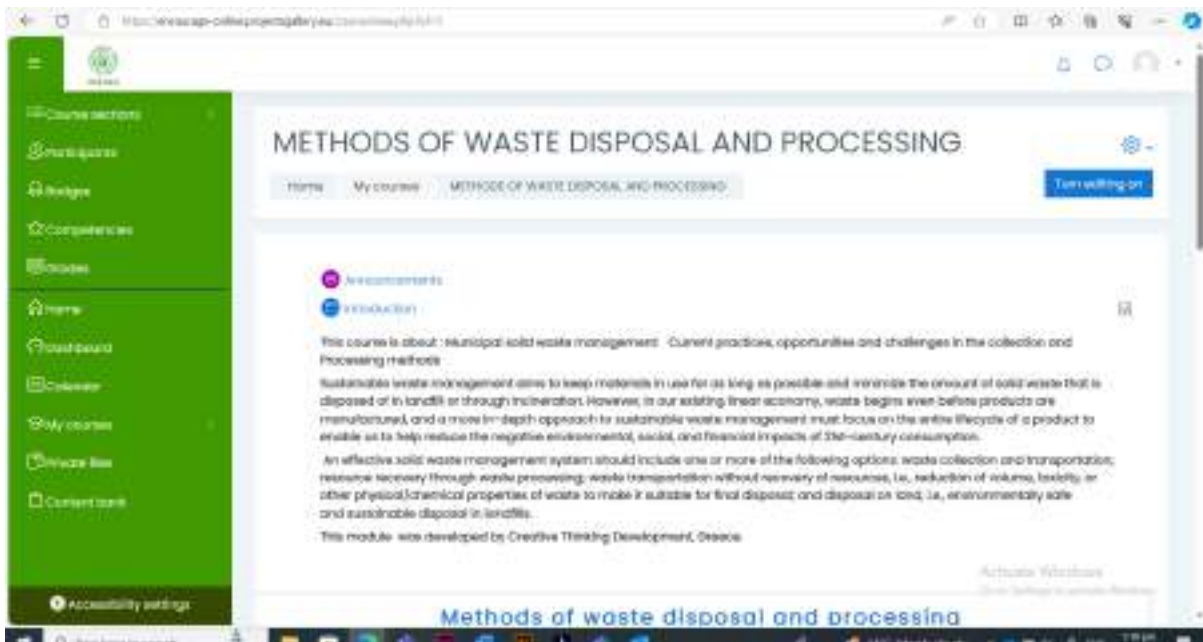 Course sections
Participants
Badges
Competencies
Grades
Home
Dashboard
Calendar
My courses
Private files
Content bank
Accessibility settings
METHODS OF WASTE DISPOSAL AND PROCESSING
Home My courses METHODS OF WASTE DISPOSAL AND PROCESSING
Turn editing on
Announcements
Introduction
This course is about : Municipal solid waste management Current practices, opportunities and challenges in the collection and
Processing methods
Sustainable waste management aims to keep materials in use for as long as possible and minimize the amount of solid waste that is
disposed of in landfill or through incineration. However, in our existing linear economy, waste begins even before products are
manufactured, and a more in-depth approach to sustainable waste management must focus on the entire lifecycle of a product to
enable us to help reduce the negative environmental, social, and financial impacts of 21st-century consumption.
An effective solid waste management system should include one or more of the following options: waste collection and transportation;
resource recovery through waste processing; waste transportation without recovery of resources, i.e., reduction of volume, toxicity, or
other physical/chemical properties of waste to make it suitable for final disposal; and disposal on land, i.e., environmentally safe
and sustainable disposal in landfills.
This module was developed by Creative Thinking Development, Greece.
Activate Windows
Methods of waste disposal and processing